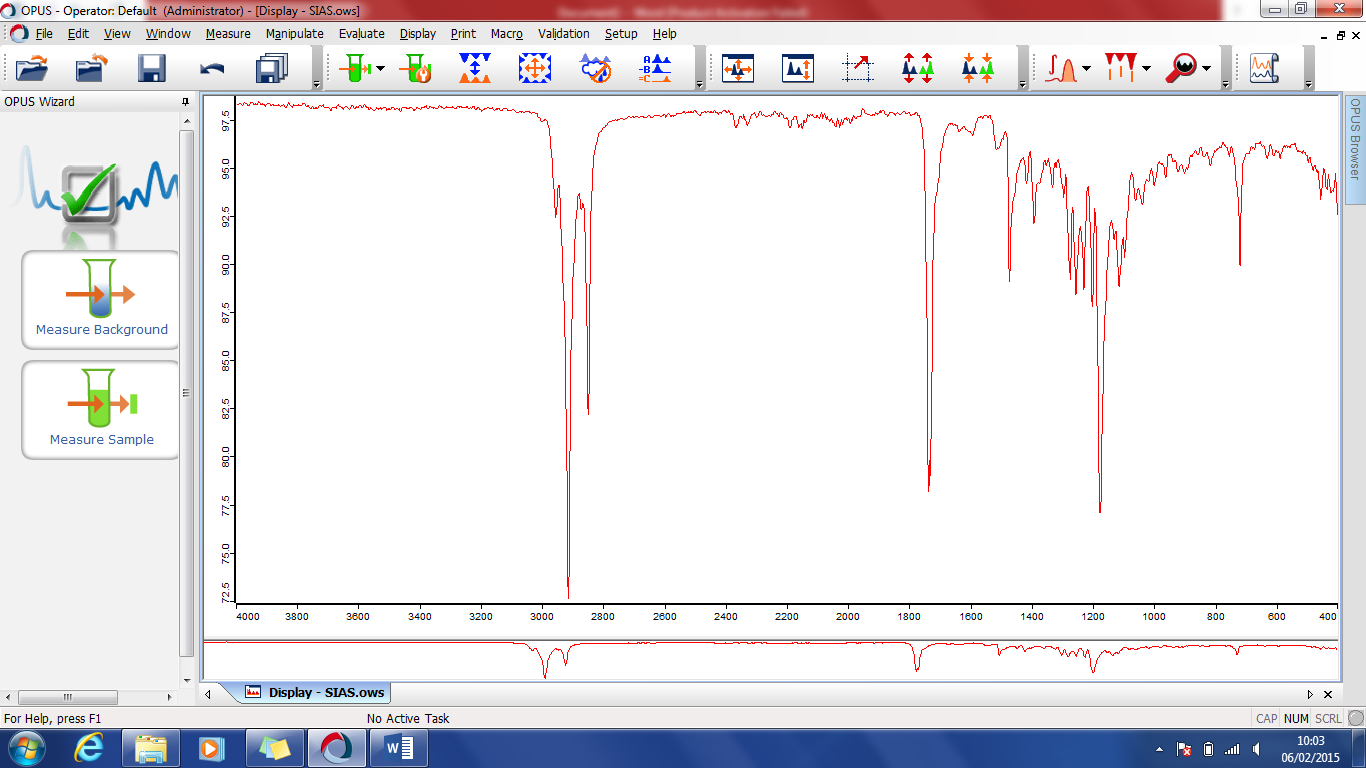 OPUS - Operator: Default (Administrator) - [Display - SIAS.ows]
File Edit View Window Measure Manipulate Evaluate Display Print Macro Validation Setup Help
OPUS Wizard
Measure Background
Measure Sample
A
B
C
97.5
95.0
92.5
90.0
87.5
85.0
82.5
80.0
77.5
75.0
72.5
4000 3800 3600 3400 3200 3000 2800 2600 2400 2200 2000 1800 1600 1400 1200 1000 800 600 400
OPUS Browser
Display - SIAS.ows
For Help, press F1 No Active Task CAP NUM SCRL
10:03
06/02/2015